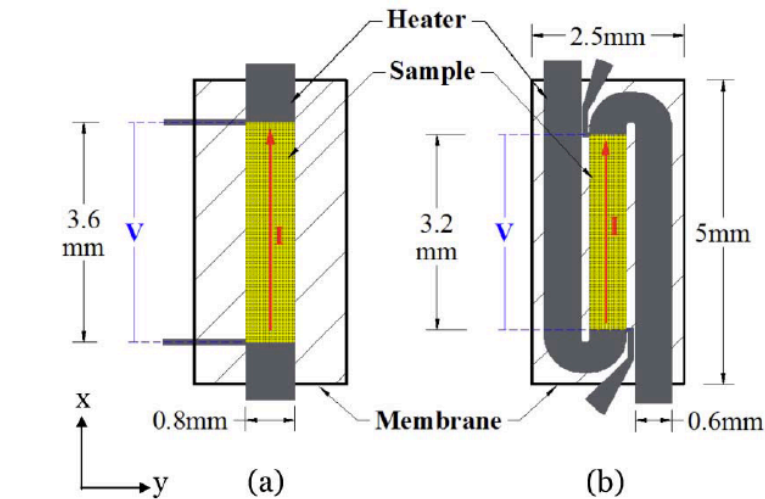 Heater
2.5mm
Sample
3.6
mm
V
I
3.2
mm
V
I
5mm
x
0.8mm
Membrane
0.6mm
y
(a)
(b)